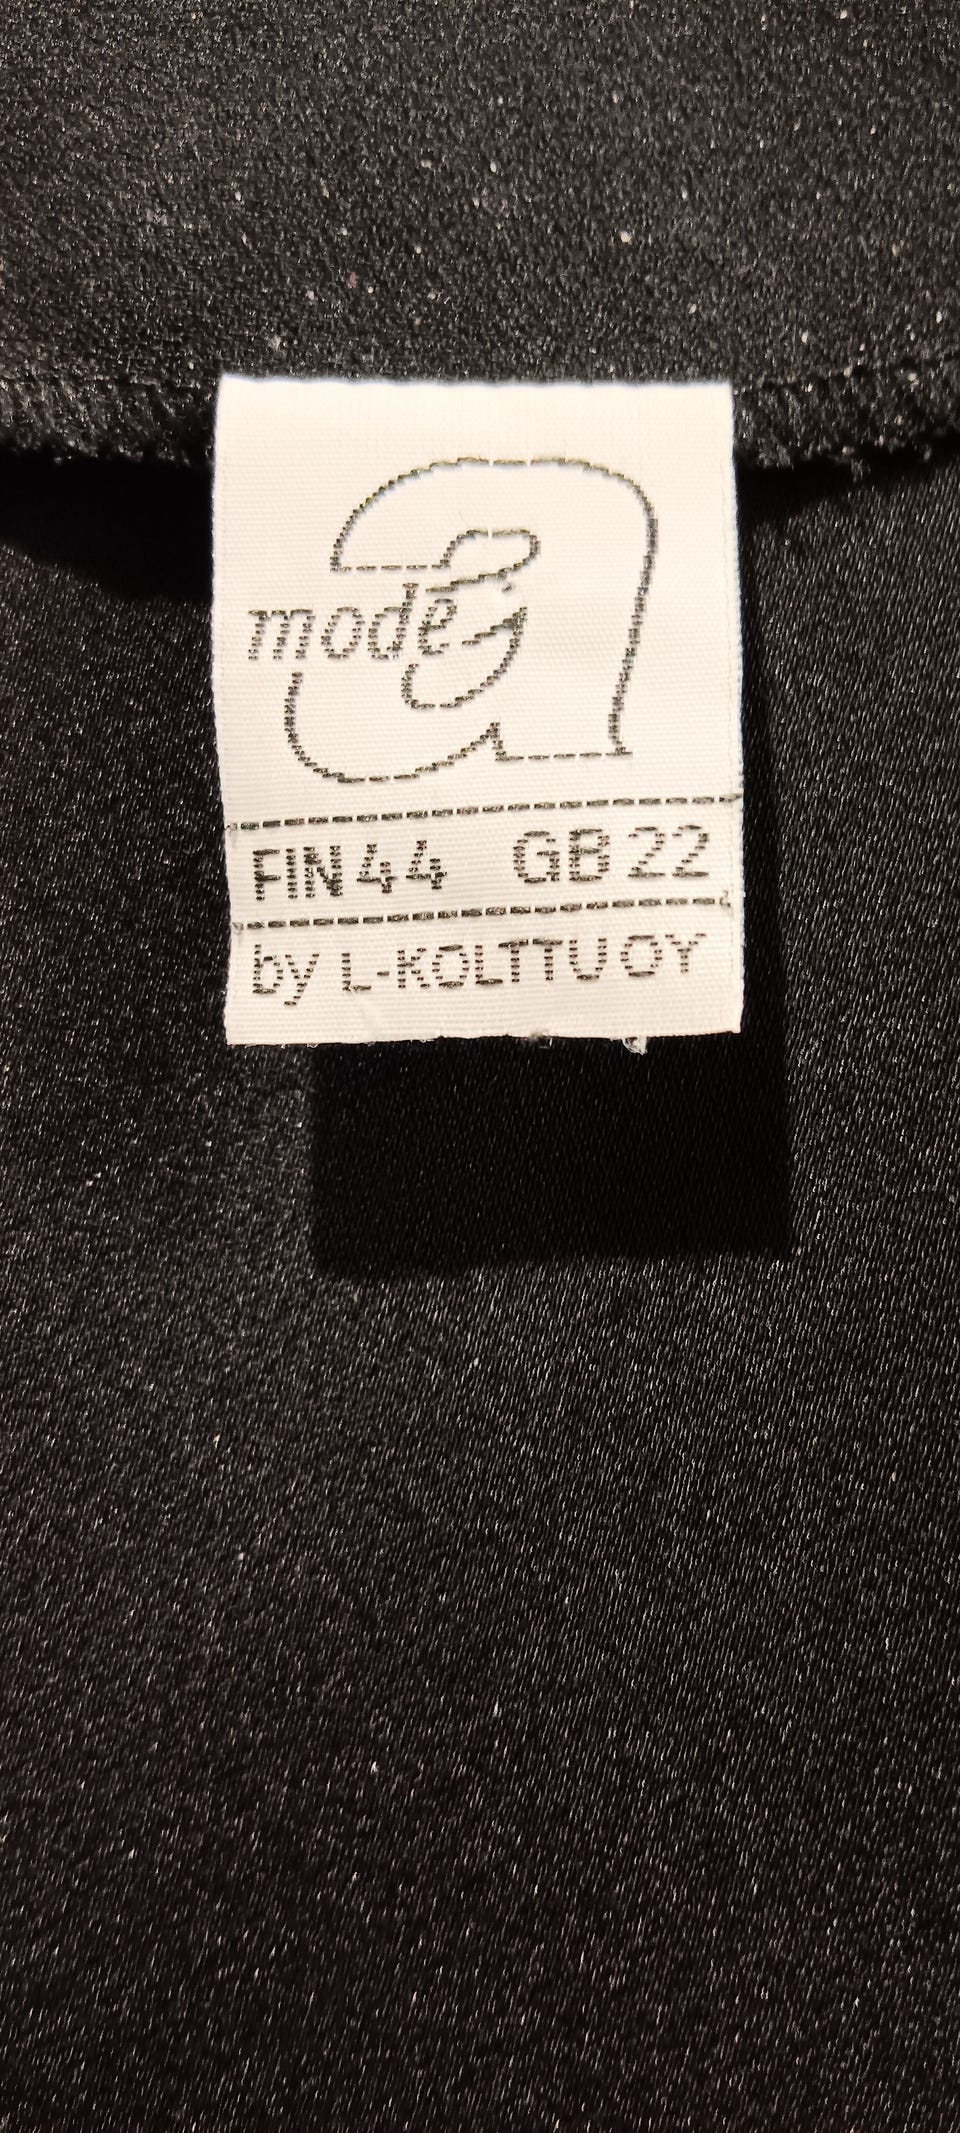 a
mode
FIN 44 GB 22
by L-KOLTTU OY